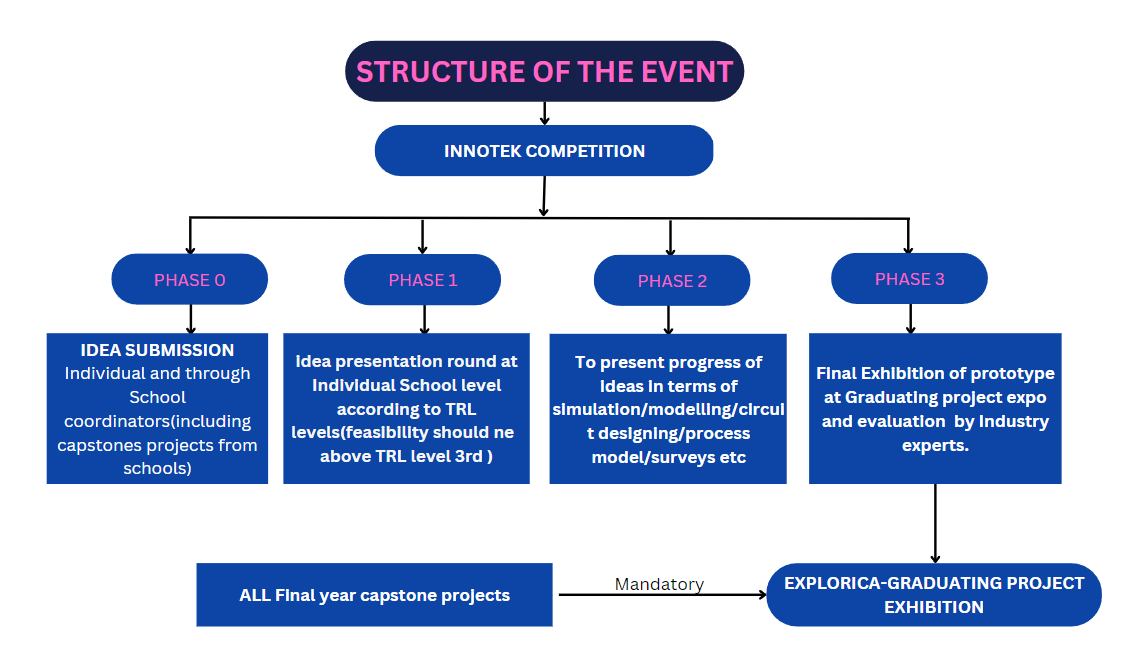 STRUCTURE OF THE EVENT
INNOTEK COMPETITION
PHASE 0
PHASE 1
PHASE 2
PHASE 3
IDEA SUBMISSION
Individual and through
School
coordinators(including
capstones projects from
schools)
Idea presentation round at
Individual School level
according to TRL
levels(feasibility should ne
above TRL level 3rd )
To present progress of
Ideas in terms of
simulation/modelling/circui
t designing/process
model/surveys etc
Final Exhibition of prototype
at Graduating project expo
and evaluation by Industry
experts.
ALL Final year capstone projects
Mandatory
EXPLORICA-GRADUATING PROJECT
EXHIBITION